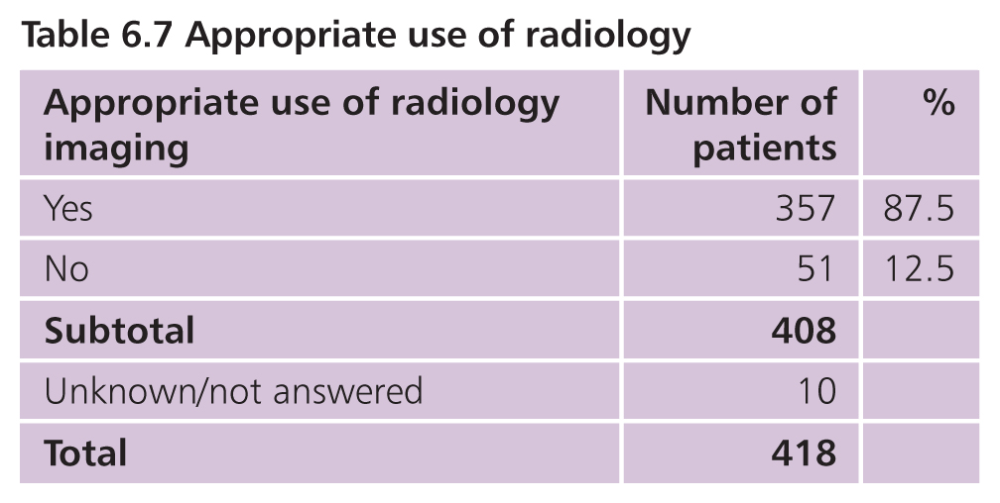 Table 6.7 Appropriate use of radiology
Appropriate use of radiology imaging Number of patients %
Yes 357 87.5
No 51 12.5
Subtotal 408
Unknown/not answered 10
Total 418